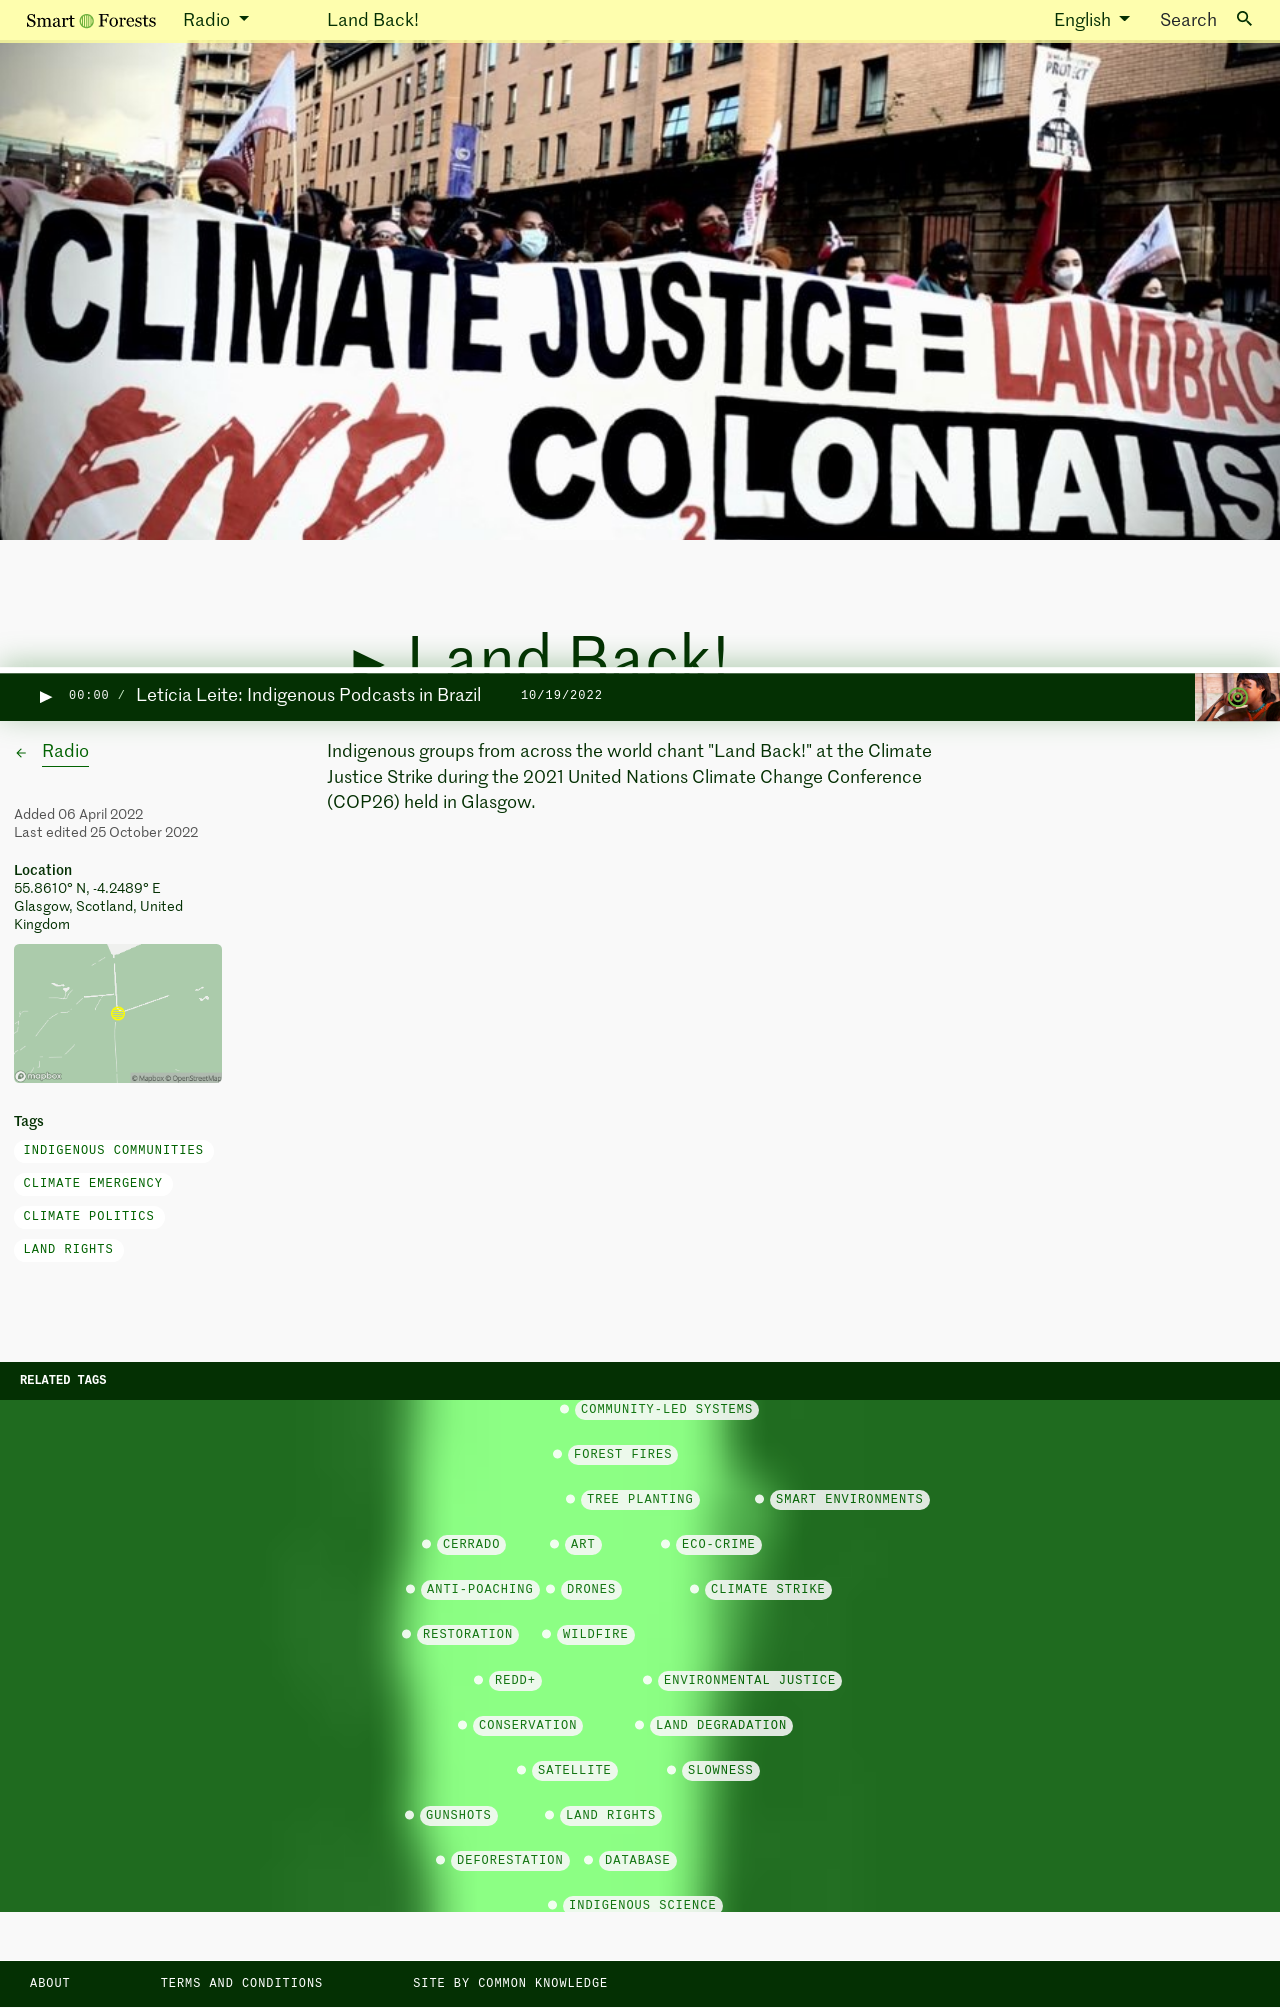 Smart Forests Radio Land Back! English Search
PROTECT
CLIMATE JUSTICE = LANDBAC
END CO2LONIALIS
▶ Land Back!
▶ 00:00 / Letícia Leite: Indigenous Podcasts in Brazil 10/19/2022
← Radio
Indigenous groups from across the world chant "Land Back!" at the Climate
Justice Strike during the 2021 United Nations Climate Change Conference
(COP26) held in Glasgow.
Added 06 April 2022
Last edited 25 October 2022
Location
55.8610° N, -4.2489° E
Glasgow, Scotland, United
Kingdom
mapbox © Mapbox © OpenStreetMap
Tags
INDIGENOUS COMMUNITIES
CLIMATE EMERGENCY
CLIMATE POLITICS
LAND RIGHTS
RELATED TAGS
COMMUNITY-LED SYSTEMS
FOREST FIRES
TREE PLANTING SMART ENVIRONMENTS
CERRADO ART ECO-CRIME
ANTI-POACHING DRONES CLIMATE STRIKE
RESTORATION WILDFIRE
REDD+ ENVIRONMENTAL JUSTICE
CONSERVATION LAND DEGRADATION
SATELLITE SLOWNESS
GUNSHOTS LAND RIGHTS
DEFORESTATION DATABASE
INDIGENOUS SCIENCE
ABOUT TERMS AND CONDITIONS SITE BY COMMON KNOWLEDGE